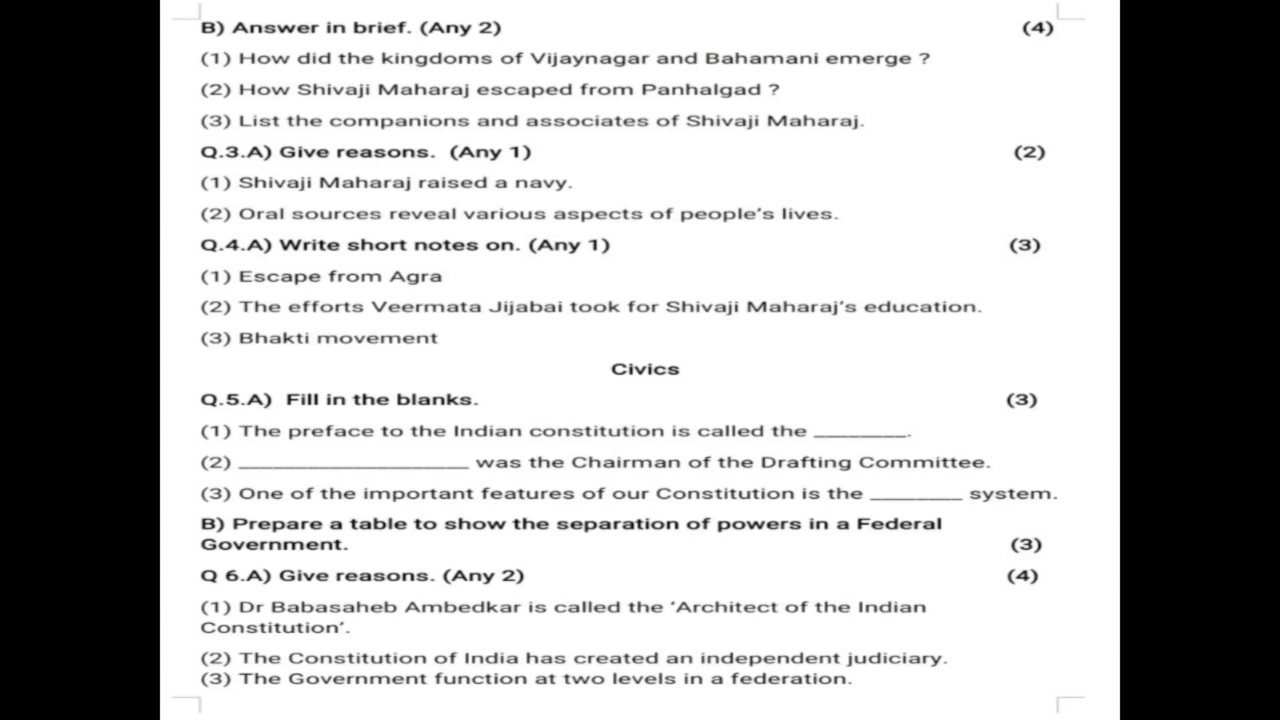 B) Answer in brief. (Any 2) (4)
(1) How did the kingdoms of Vijaynagar and Bahamani emerge ?
(2) How Shivaji Maharaj escaped from Panhalgad ?
(3) List the companions and associates of Shivaji Maharaj.
Q.3.A) Give reasons. (Any 1) (2)
(1) Shivaji Maharaj raised a navy.
(2) Oral sources reveal various aspects of people's lives.
Q.4.A) Write short notes on. (Any 1) (3)
(1) Escape from Agra
(2) The efforts Veermata Jijabai took for Shivaji Maharaj's education.
(3) Bhakti movement
Civics
Q.5.A) Fill in the blanks. (3)
(1) The preface to the Indian constitution is called the ________.
(2) ____________________ was the Chairman of the Drafting Committee.
(3) One of the important features of our Constitution is the ________ system.
B) Prepare a table to show the separation of powers in a Federal
Government. (3)
Q 6.A) Give reasons. (Any 2) (4)
(1) Dr Babasaheb Ambedkar is called the ‘Architect of the Indian
Constitution’.
(2) The Constitution of India has created an independent judiciary.
(3) The Government function at two levels in a federation.